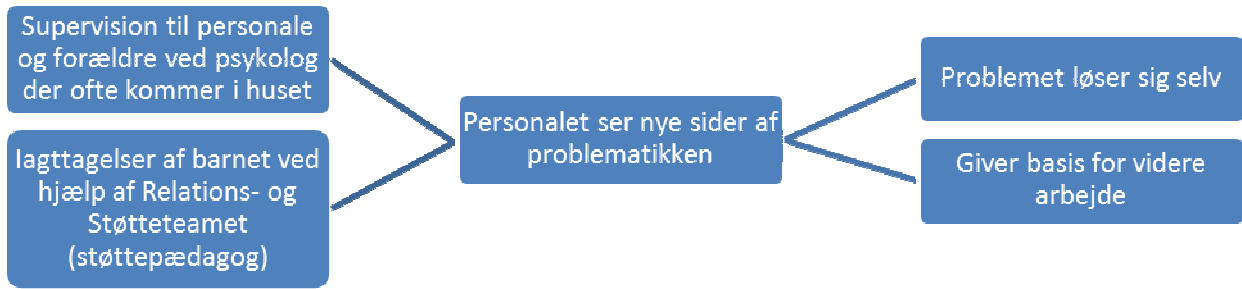 Supervision til personale
og forældre ved psykolog
der ofte kommer i huset
Iagttagelser af barnet ved
hjælp af Relations- og
Støtteteamet
(støttepædagog)
Personalet ser nye sider af
problematikken
Problemet løser sig selv
Giver basis for videre
arbejde